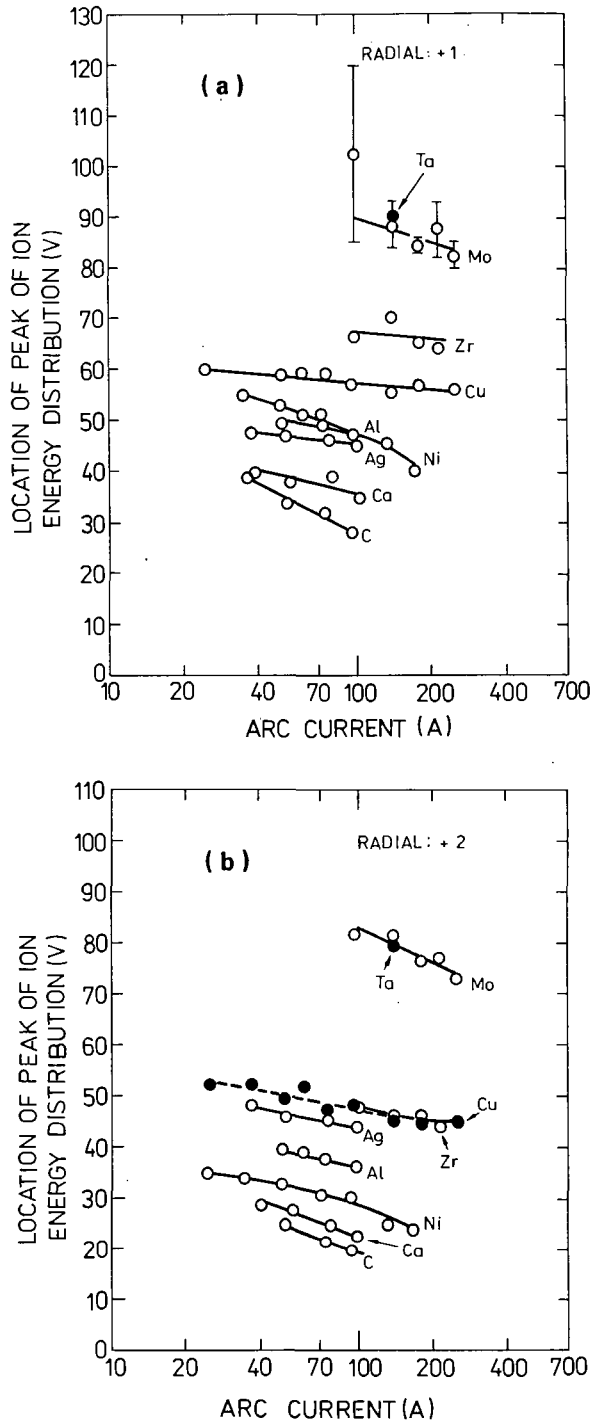 LOCATION OF PEAK OF ION
ENERGY DISTRIBUTION (V)
130
120
110
100
90
80
70
60
50
40
30
20
10
0
(a)
RADIAL: +1
Ta
Mo
Zr
Cu
Al
Ag
Ni
Ca
C
10 20 40 70 100 200 400 700
ARC CURRENT (A)
LOCATION OF PEAK OF ION
ENERGY DISTRIBUTION (V)
110
100
90
80
70
60
50
40
30
20
10
0
(b)
RADIAL: +2
Ta
Mo
Cu
Ag
Zr
Al
Ni
Ca
C
10 20 40 70 100 200 400 700
ARC CURRENT (A)